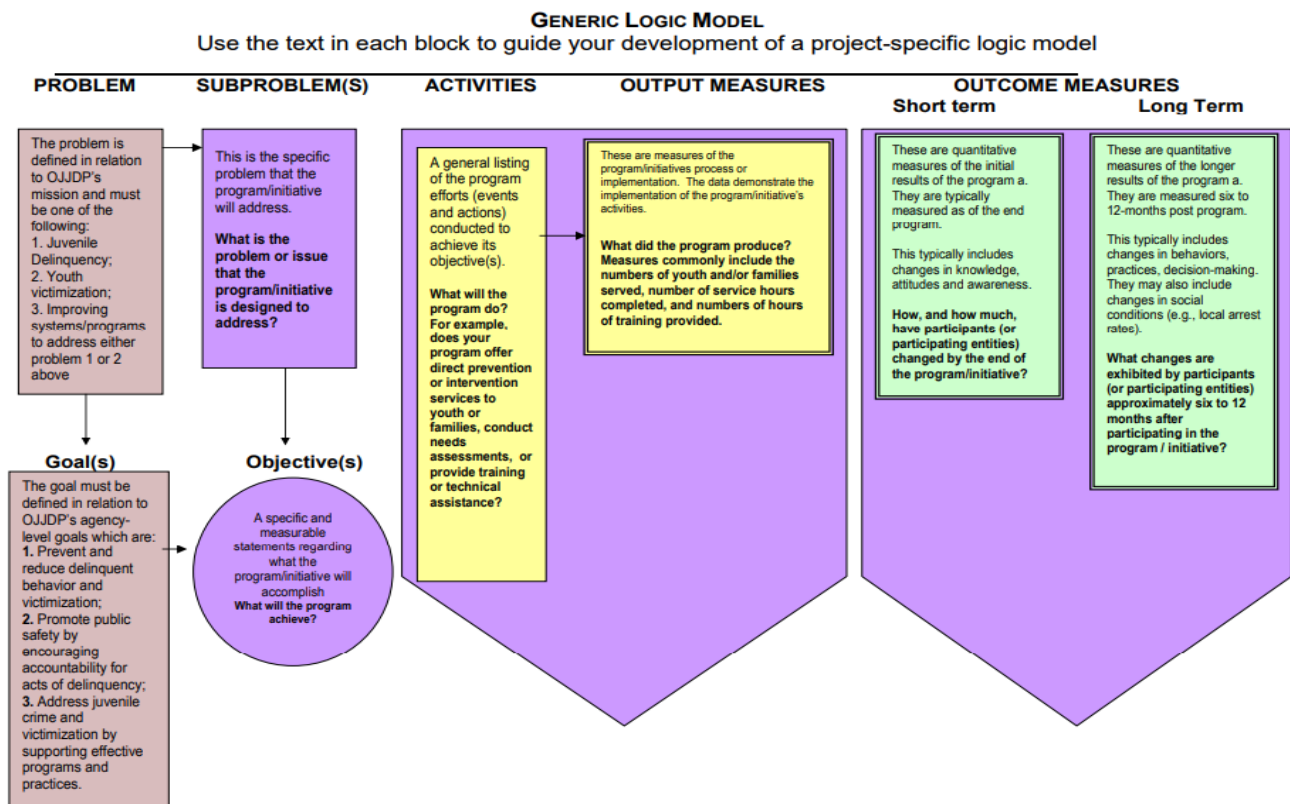 GENERIC LOGIC MODEL
Use the text in each block to guide your development of a project-specific logic model
PROBLEM
SUBPROBLEM(S)
ACTIVITIES
OUTPUT MEASURES
OUTCOME MEASURES
Short term
Long Term
The problem is
defined in relation to
OJJDP's
mission and must
be one of the
following:
1. Juvenile
Delinquency;
2. Youth
victimization;
3. Improving
systems/programs
to address either
problem 1 or 2
above
This is the specific
problem that the
program/initiative
will address.
What is the
problem or issue
that the
program/initiative
is designed to
address?
A general listing
of the program
efforts (events
and actions)
conducted to
achieve its
objective(s).
What will the
program do?
For example,
does your
program offer
direct prevention
or intervention
services to
youth or
families, conduct
needs
assessments, or
provide training
or technical
assistance?
These are measures of the
program/initiatives process or
implementation. The data demonstrate the
implementation of the program/initiative's
activities.
What did the program produce?
Measures commonly include the
numbers of youth and/or families
served, number of service hours
completed, and numbers of hours
of training provided.
These are quantitative
measures of the initial
results of the program a.
They are typically
measured as of the end
program.
This typically includes
changes in knowledge,
attitudes and awareness.
How, and how much,
have participants (or
participating entities)
changed by the end of
the program/initiative?
These are quantitative
measures of the longer
results of the program a.
They are measured six to
12-months post program.
This typically includes
changes in behaviors,
practices, decision-making.
They may also include
changes in social
conditions (e.g., local arrest
rates).
What changes are
exhibited by participants
(or participating entities)
approximately six to 12
months after
participating in the
program / initiative?
Goal(s)
The goal must be
defined in relation to
OJJDP's agency-
level goals which are:
1. Prevent and
reduce delinquent
behavior and
victimization;
2. Promote public
safety by
encouraging
accountability for
acts of delinquency;
3. Address juvenile
crime and
victimization by
supporting effective
programs and
practices.
Objective(s)
A specific and
measurable
statements regarding
what the
program/initiative will
accomplish
What will the program
achieve?